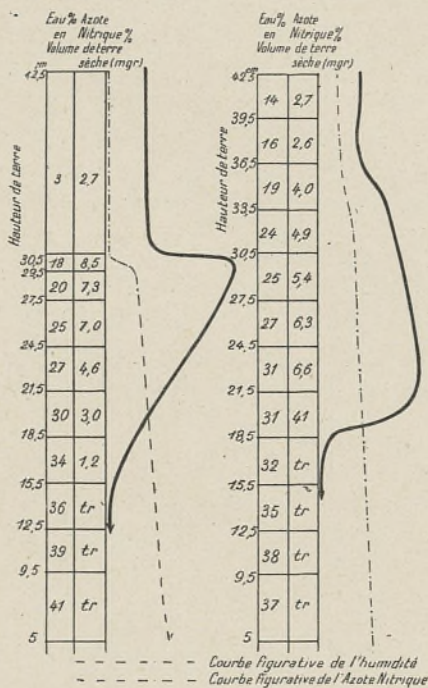 Eau% Azote
en Nitrique%
Volume de terre
cm sèche (mgr)
12,5
3 2,7
30,5
18 8,5
29,5
20 7,3
27,5
25 7,0
24,5
27 4,6
21,5
30 3,0
18,5
34 1,2
15,5
36 tr
12,5
39 tr
9,5
41 tr
5
Hauteur de terre
Eau% Azote
en Nitrique%
Volume de terre
cm sèche (mgr)
42,5
14 2,7
39,5
16 2,6
36,5
19 4,0
33,5
24 4,9
30,5
25 5,4
27,5
27 6,3
24,5
31 6,6
21,5
31 41
18,5
32 tr
15,5
35 tr
12,5
38 tr
9,5
37 tr
5
Hauteur de terre
Courbe figurative de l'humidité
Courbe Figurative de l'Azote Nitrique